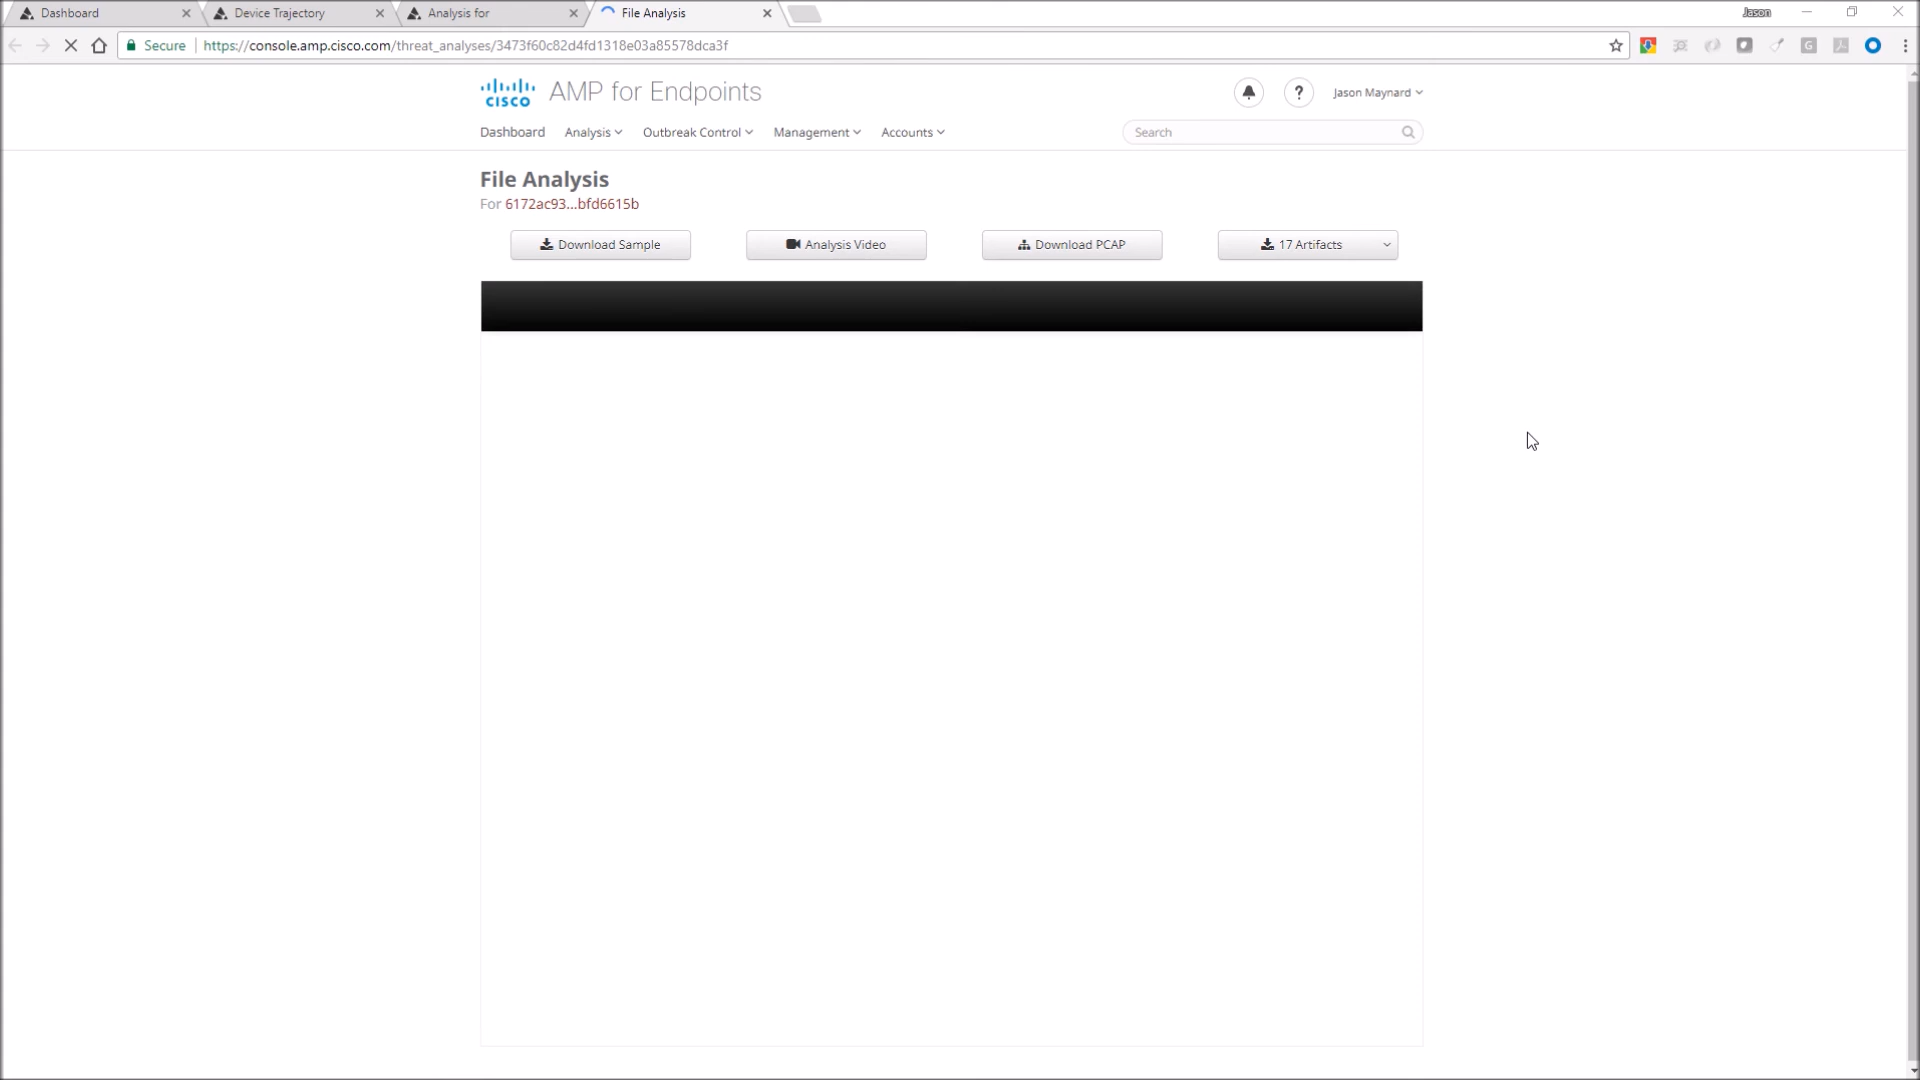 Dashboard
Device Trajectory
Analysis for
File Analysis
Jason
Secure
https://console.amp.cisco.com/threat_analyses/3473f60c82d4fd1318e03a85578dca3f
CISCO
AMP for Endpoints
?
Jason Maynard
Dashboard
Analysis
Outbreak Control
Management
Accounts
Search
File Analysis
For 6172ac93...bfd6615b
Download Sample
Analysis Video
Download PCAP
17 Artifacts